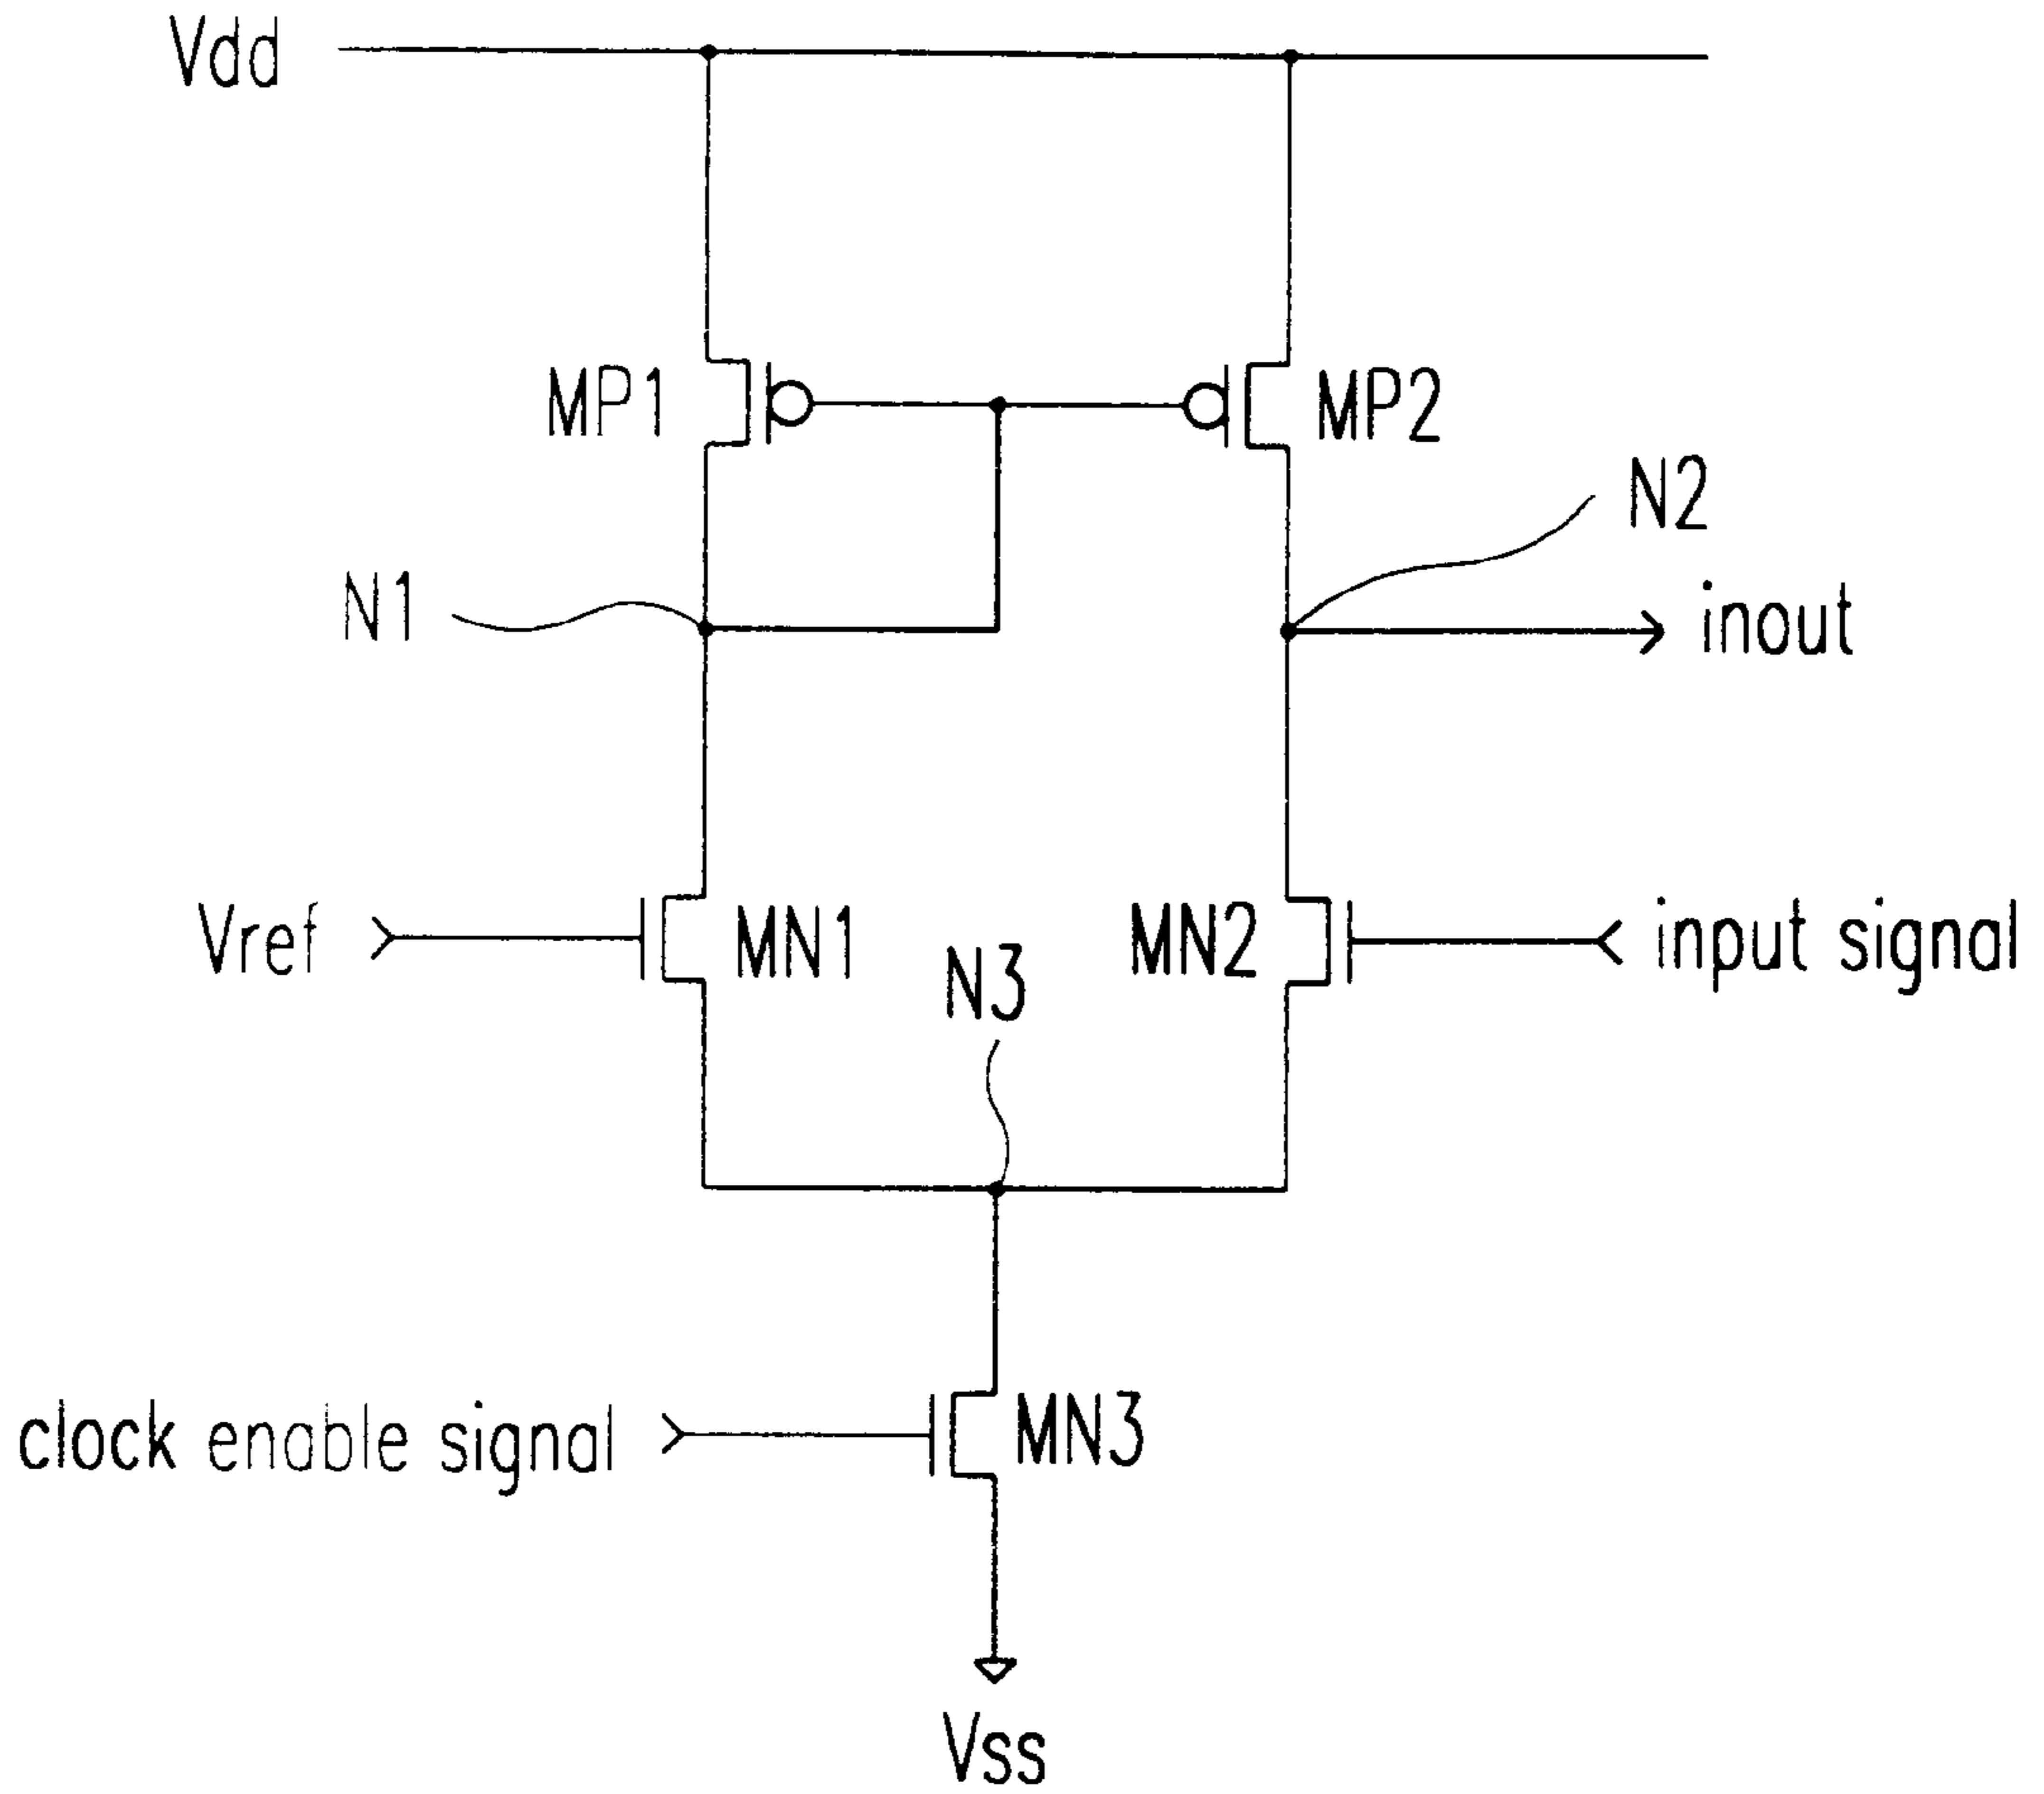 Vdd
MP1
MP2
N2
N1
inout
Vref
MN1
MN2
input signal
N3
clock enable signal
MN3
Vss